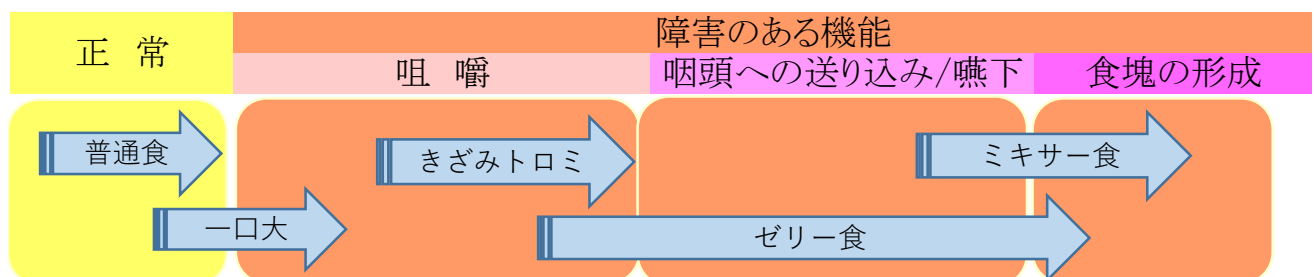 正 常
障害のある機能
咀 嚼
咽頭への送り込み/嚥下
食塊の形成
普通食
きざみトロミ
ミキサー食
一口大
ゼリー食